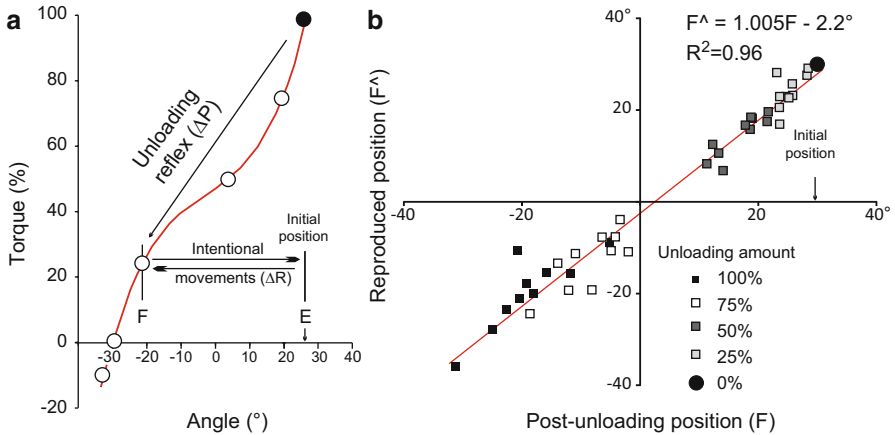 a
100
80
60
40
20
0
-20
Torque (%)
Unloading
reflex (ΔP)
Initial
position
Intentional
movements (ΔR)
F
E
-30
-20
-10
0
10
20
30
40
Angle (°)
b
F^ = 1.005F - 2.2°
R²=0.96
40°
20
-20
-40
-40
-20
20
40°
Initial
position
Reproduced position (F^)
Unloading amount
100%
75%
50%
25%
0%
Post-unloading position (F)